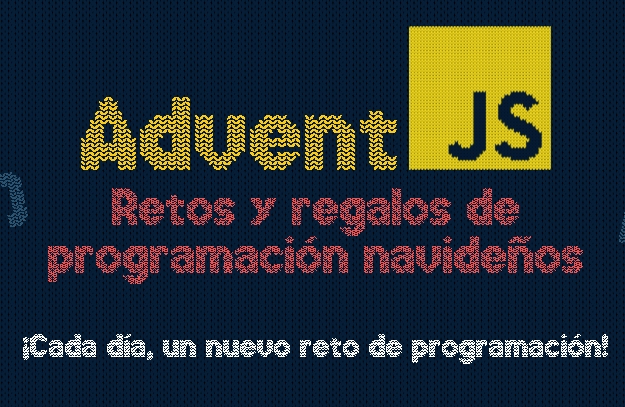 Advent JS
Retos y regalos de
programación navideños
¡Cada día, un nuevo reto de programación!